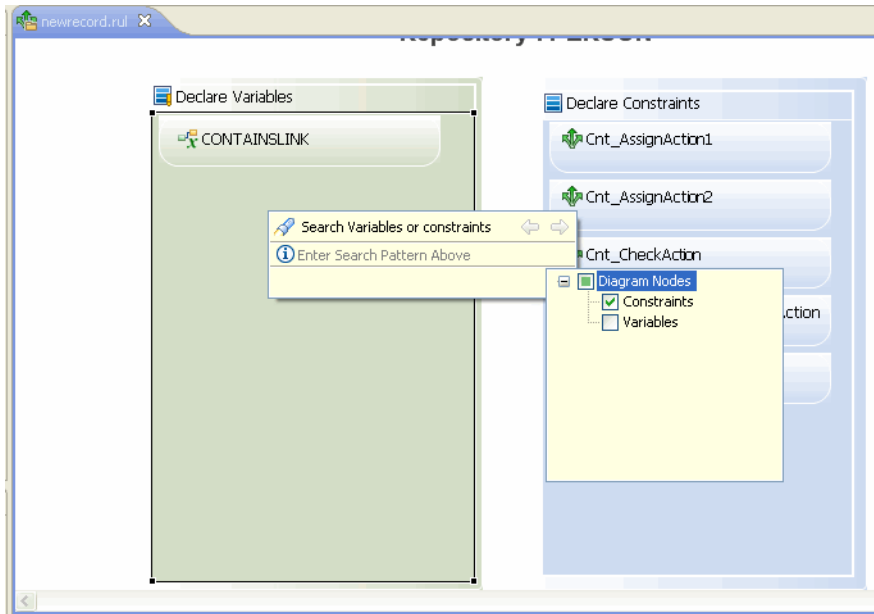 newrecord.rul
Declare Variables
CONTAINSLINK
Declare Constraints
Cnt_AssignAction1
Cnt_AssignAction2
Cnt_CheckAction
ction
Search Variables or constraints
Enter Search Pattern Above
Diagram Nodes
Constraints
Variables